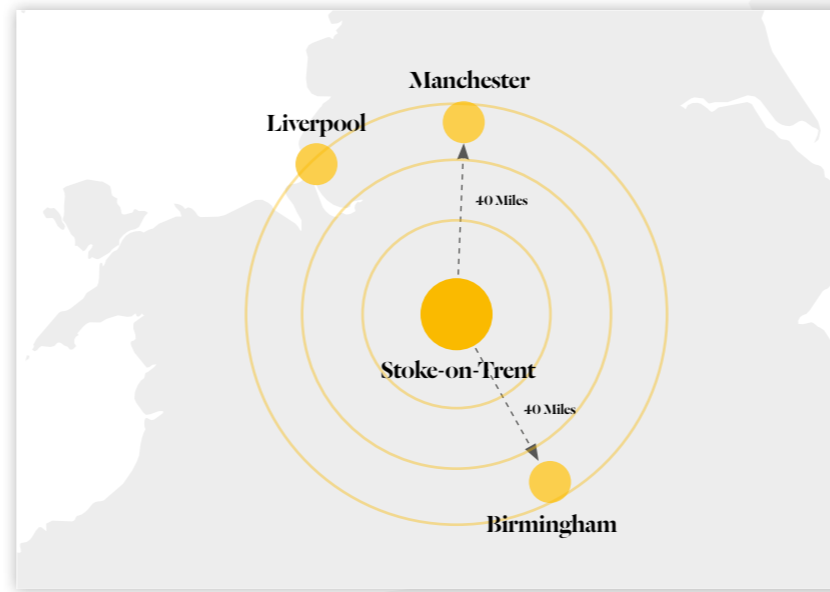 Manchester
Liverpool
40 Miles
Stoke-on-Trent
40 Miles
Birmingham